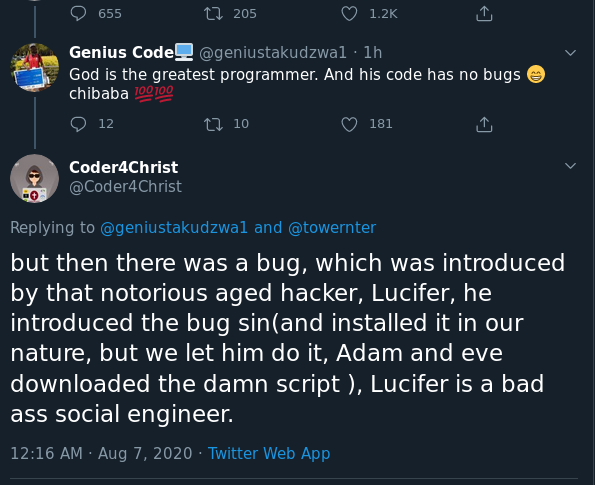 655 205 1.2K
Genius Code🖥️ @geniustakudzwa1 · 1h
God is the greatest programmer. And his code has no bugs 😁
chibaba 💯💯
12 10 181
Coder4Christ
@Coder4Christ
Replying to @geniustakudzwa1 and @towernter
but then there was a bug, which was introduced
by that notorious aged hacker, Lucifer, he
introduced the bug sin(and installed it in our
nature, but we let him do it, Adam and eve
downloaded the damn script ), Lucifer is a bad
ass social engineer.
12:16 AM · Aug 7, 2020 · Twitter Web App